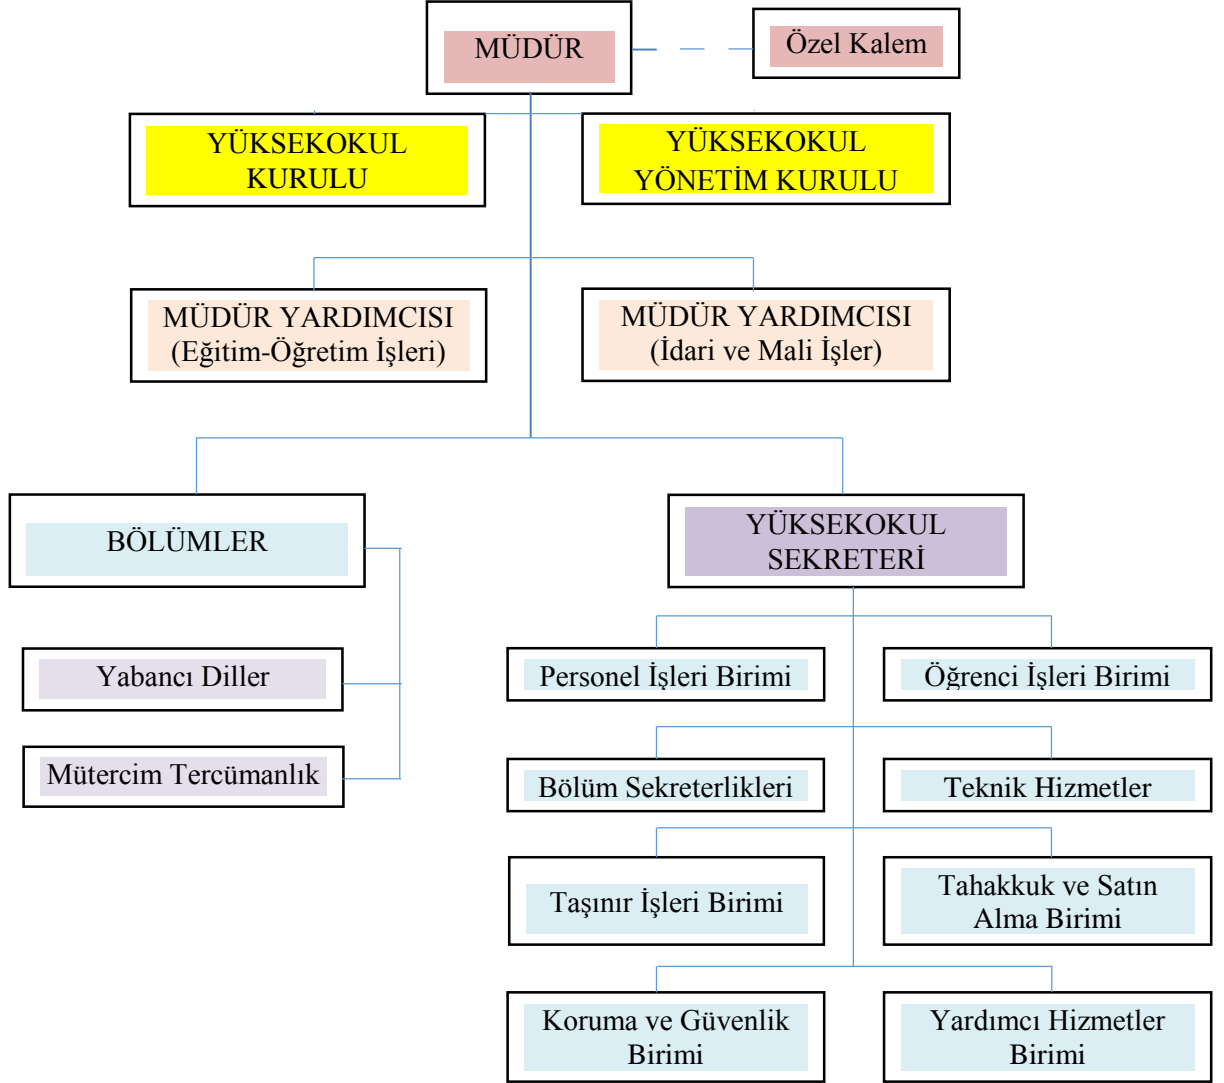 MÜDÜR
Özel Kalem
YÜKSEKOKUL
KURULU
YÜKSEKOKUL
YÖNETİM KURULU
MÜDÜR YARDIMCISI
(Eğitim-Öğretim İşleri)
MÜDÜR YARDIMCISI
(İdari ve Mali İşler)
BÖLÜMLER
YÜKSEKOKUL
SEKRETERİ
Yabancı Diller
Mütercim Tercümanlık
Personel İşleri Birimi
Öğrenci İşleri Birimi
Bölüm Sekreterlikleri
Teknik Hizmetler
Taşınır İşleri Birimi
Tahakkuk ve Satın
Alma Birimi
Koruma ve Güvenlik
Birimi
Yardımcı Hizmetler
Birimi